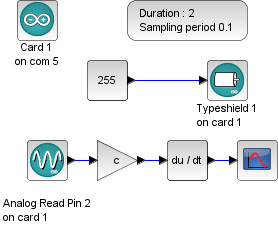 Duration : 2
Sampling period 0.1
Card 1
on com 5
255
Typeshield 1
on card 1
c
du / dt
Analog Read Pin 2
on card 1